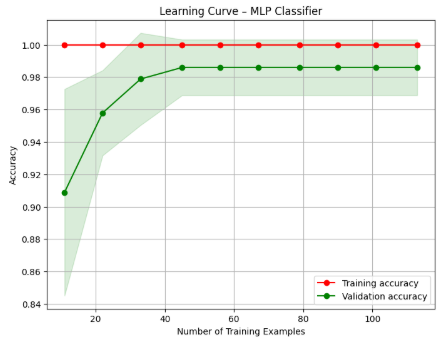 Learning Curve – MLP Classifier
1.00
0.98
0.96
0.94
0.92
0.90
0.88
0.86
0.84
Accuracy
20
40
60
80
100
Number of Training Examples
Training accuracy
Validation accuracy